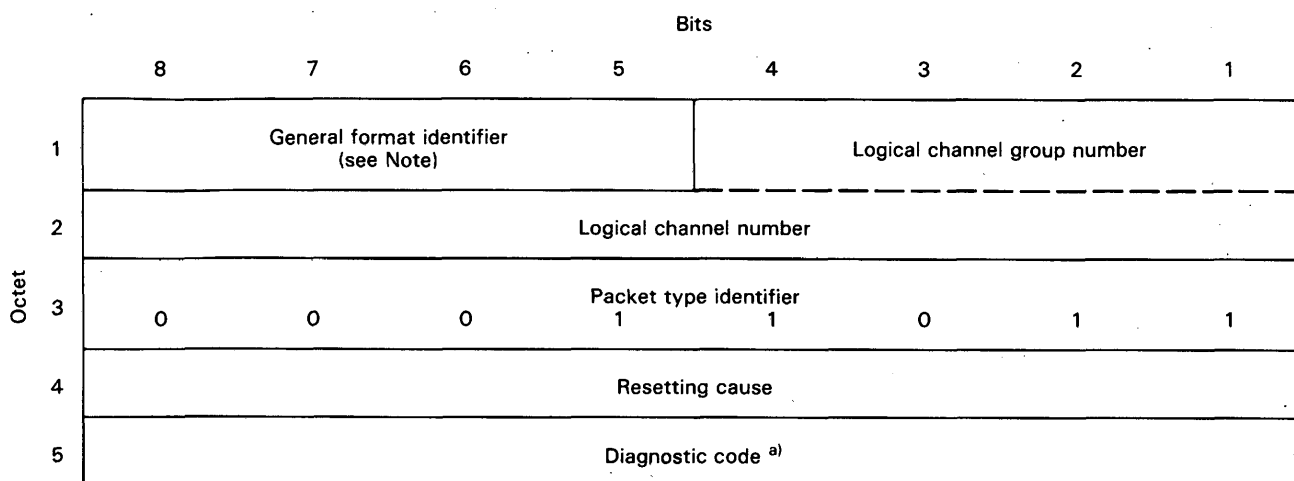 Bits
8 7 6 5 4 3 2 1
Octet
1 General format identifier Logical channel group number
(see Note)
2 Logical channel number
3 Packet type identifier
0 0 0 1 1 0 1 1
4 Resetting cause
5 Diagnostic code a)